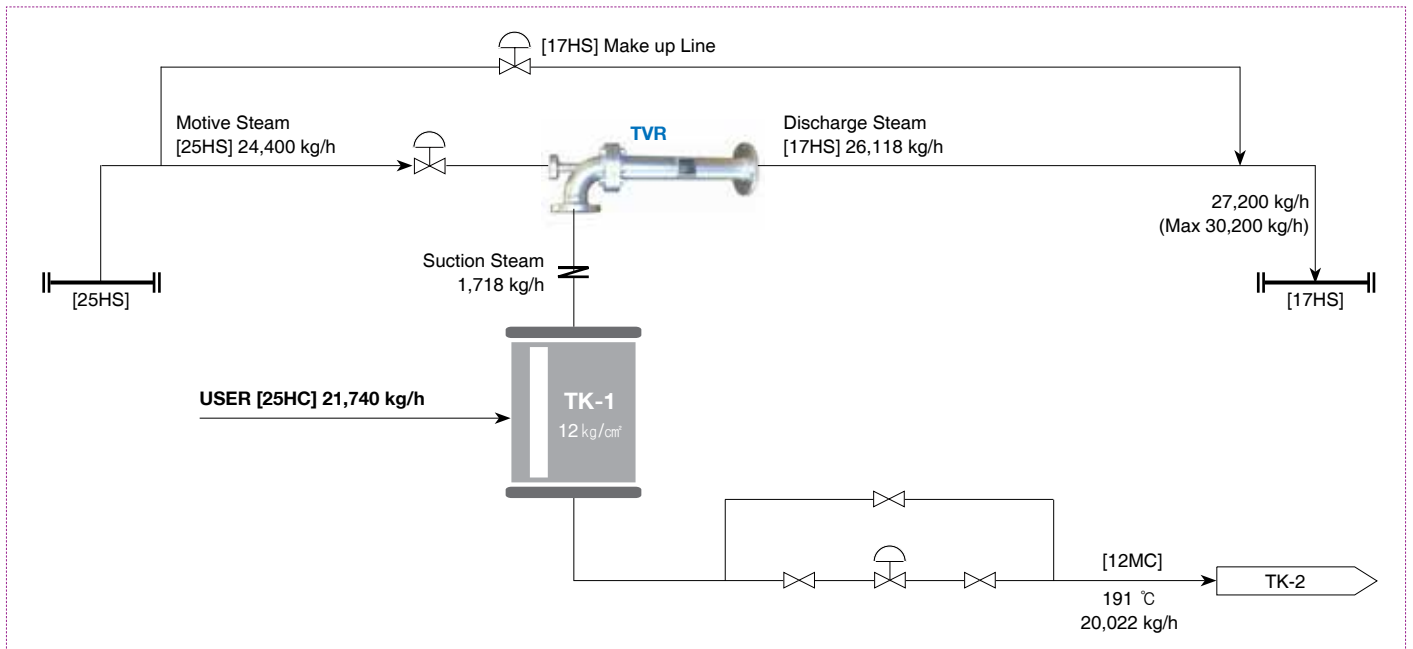 [17HS] Make up Line
Motive Steam
[25HS] 24,400 kg/h
TVR
Discharge Steam
[17HS] 26,118 kg/h
27,200 kg/h
(Max 30,200 kg/h)
Suction Steam
1,718 kg/h
[25HS]
[17HS]
USER [25HC] 21,740 kg/h
TK-1
12 kg/cm²
[12MC]
TK-2
191 ℃
20,022 kg/h